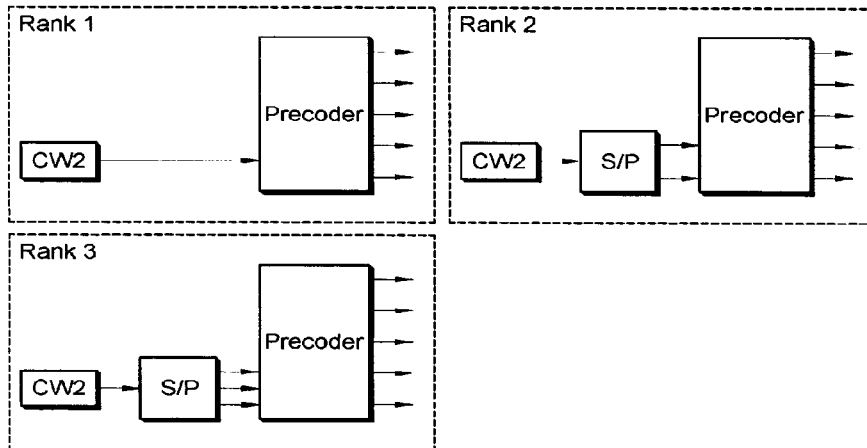 Rank 1
Precoder
CW2
Rank 2
Precoder
CW2
S/P
Rank 3
Precoder
CW2
S/P